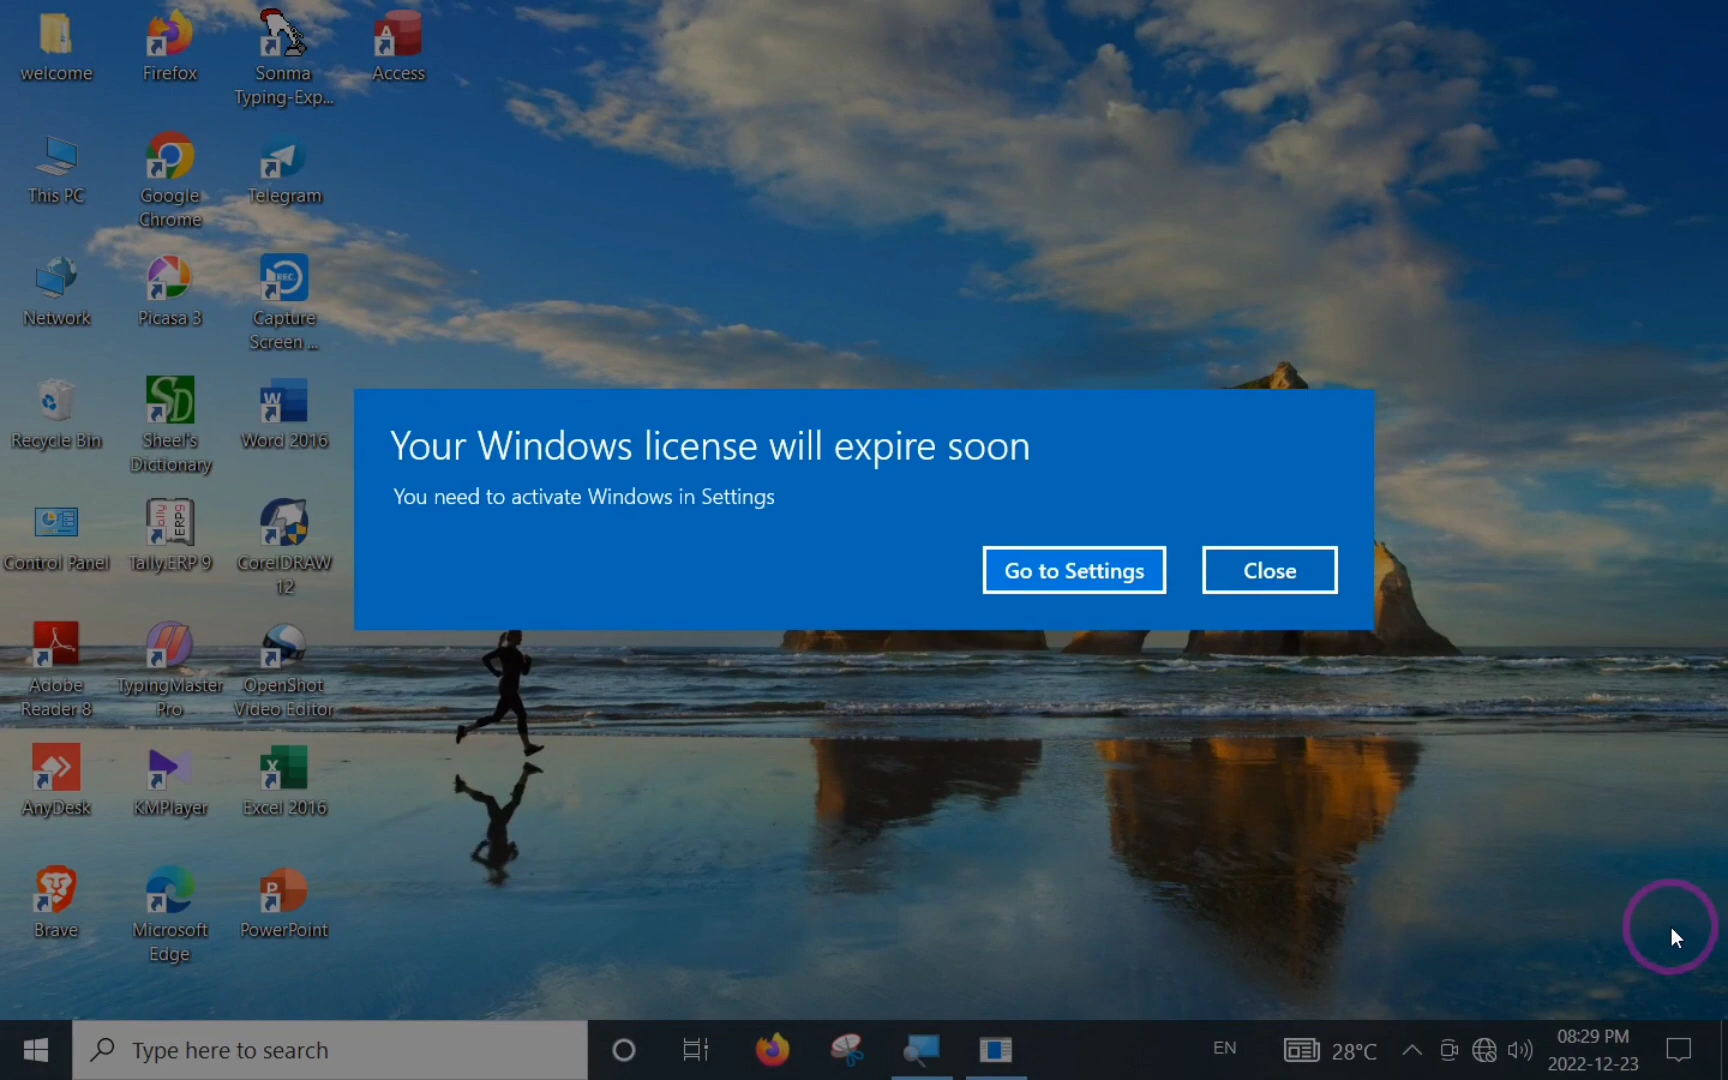 welcome
Firefox
Sonma
Typing-Exp...
Access
This PC
Google
Chrome
Telegram
Network
Picasa 3
Capture
Screen ...
REC
Recycle Bin
Sheel's
Dictionary
Word 2016
Your Windows license will expire soon
You need to activate Windows in Settings
Go to Settings
Close
Control Panel
Tally.ERP 9
CorelDRAW
12
Adobe
Reader 8
TypingMaster
Pro
OpenShot
Video Editor
AnyDesk
KMPlayer
Excel 2016
Brave
Microsoft
Edge
PowerPoint
Type here to search
EN
28°C
08:29 PM
2022-12-23